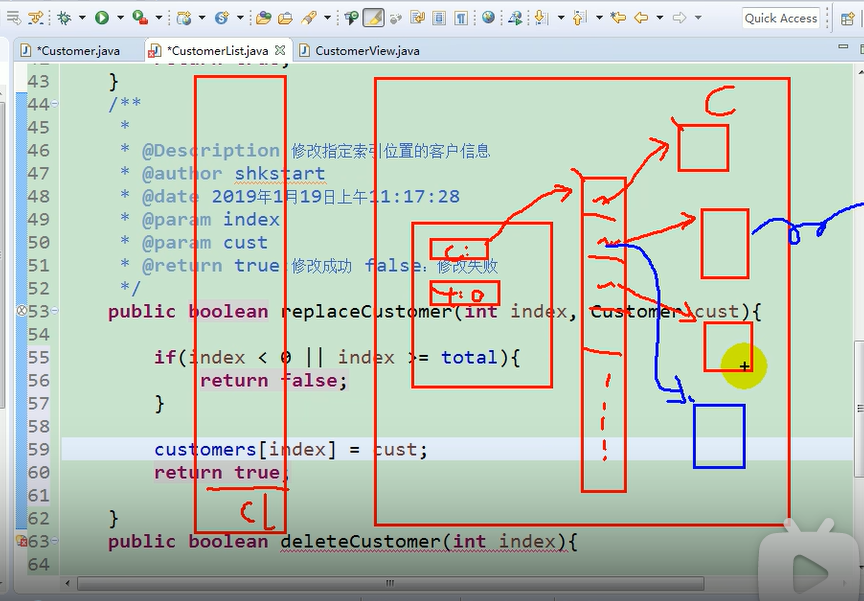 Quick Access
*Customer.java
*CustomerList.java
CustomerView.java
43 }
44 /**
45 *
46 * @Description 修改指定索引位置的客户信息
47 * @author shkstart
48 * @date 2019年1月19日上午11:17:28
49 * @param index
50 * @param cust
51 * @return true:修改成功 false：修改失败
52 */
53 public boolean replaceCustomer(int index, Customer cust){
54
55 if(index < 0 || index >= total){
56 return false;
57 }
58
59 customers[index] = cust;
60 return true;
61
62 }
63 public boolean deleteCustomer(int index){
64
C
C:
t:0
CL